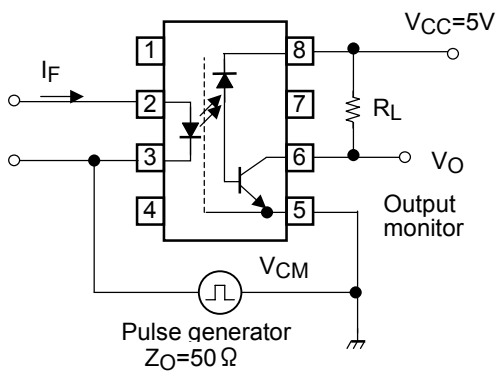 VCC=5V
1
8
IF
2
7
RL
3
6
VO
4
5
Output
monitor
VCM
Pulse generator
ZO=50Ω